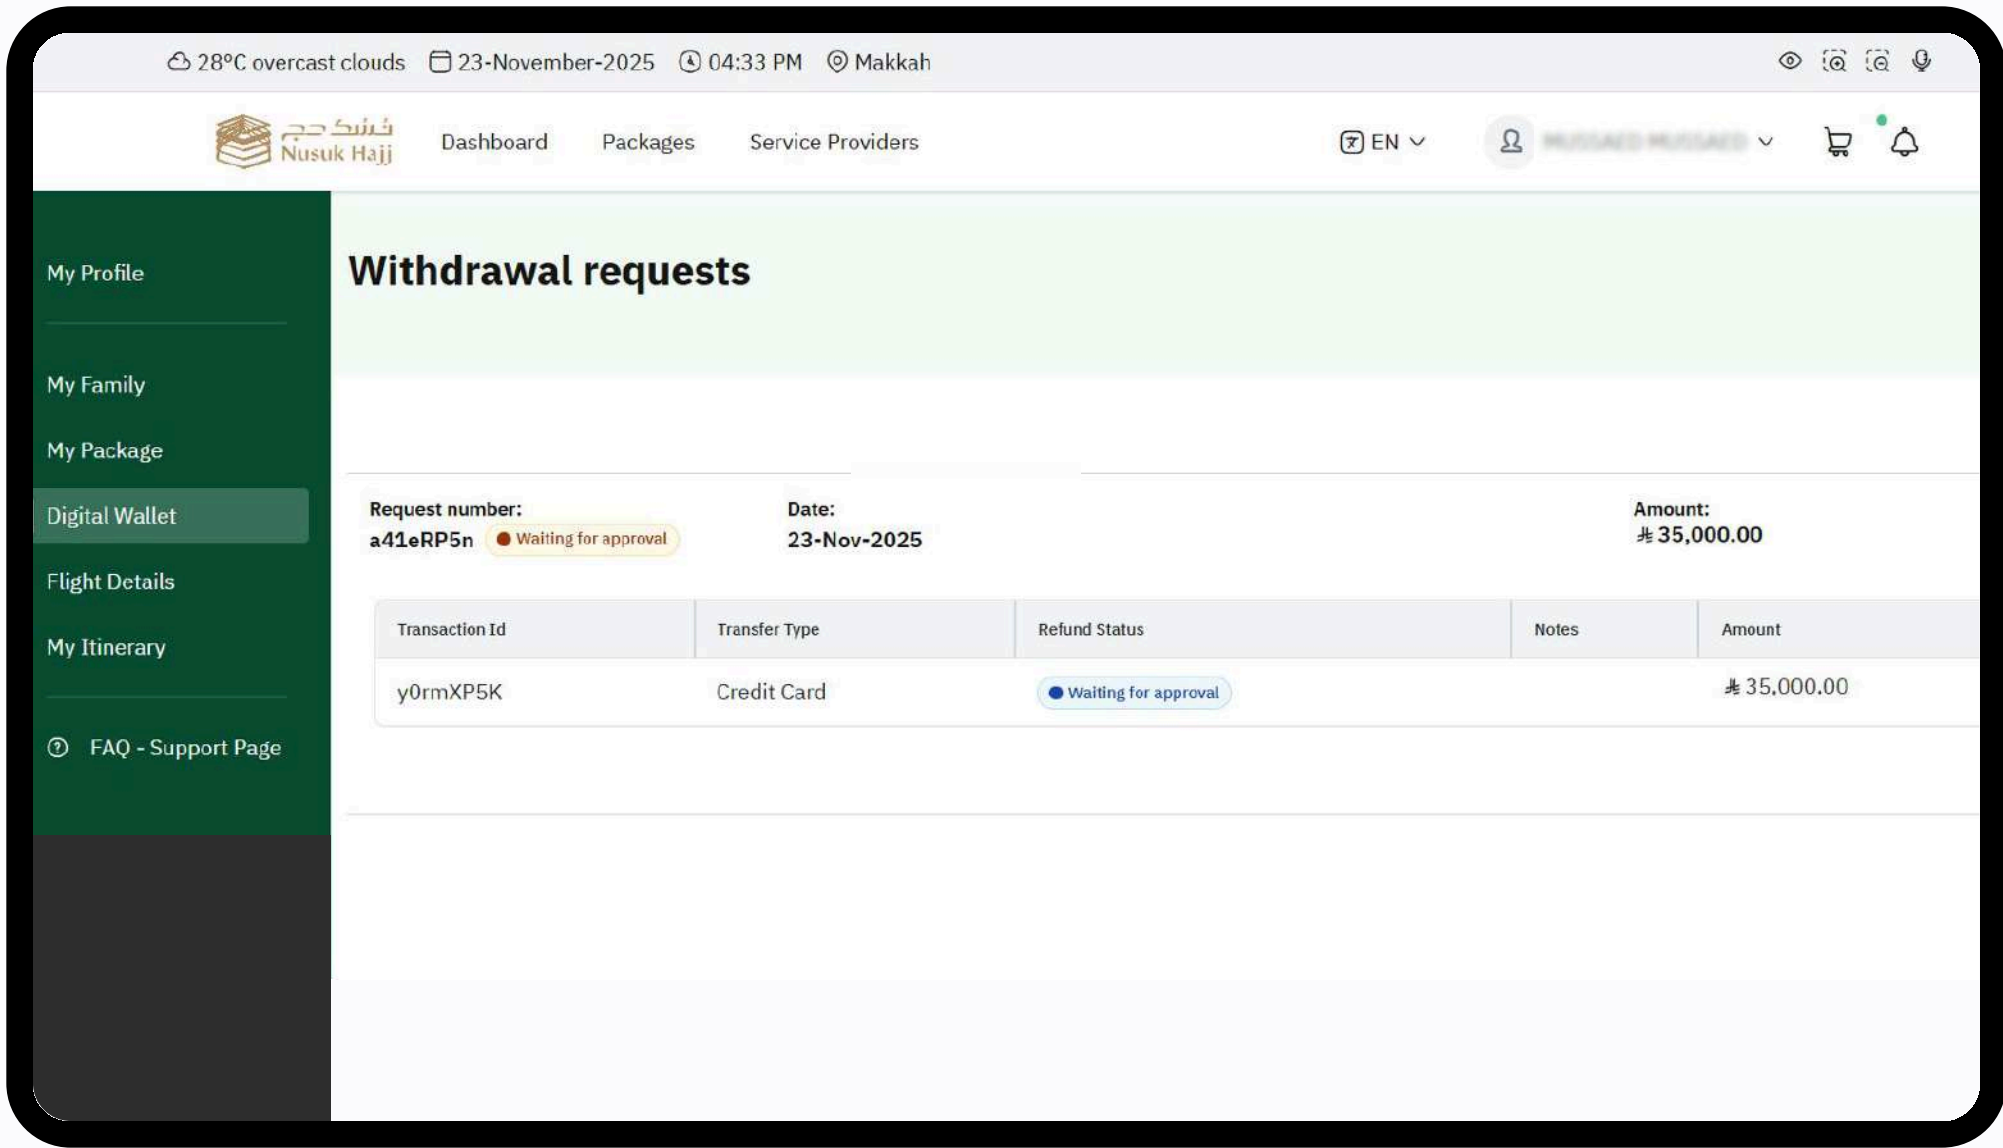 28°C overcast clouds 23-November-2025 04:33 PM Makkah
نسك حج
Nusuk Hajj
Dashboard Packages Service Providers EN
My Profile
My Family
My Package
Digital Wallet
Flight Details
My Itinerary
FAQ - Support Page
Withdrawal requests
Request number: Date: Amount:
a41eRP5n Waiting for approval 23-Nov-2025 35,000.00
Transaction Id Transfer Type Refund Status Notes Amount
y0rmXP5K Credit Card Waiting for approval 35,000.00